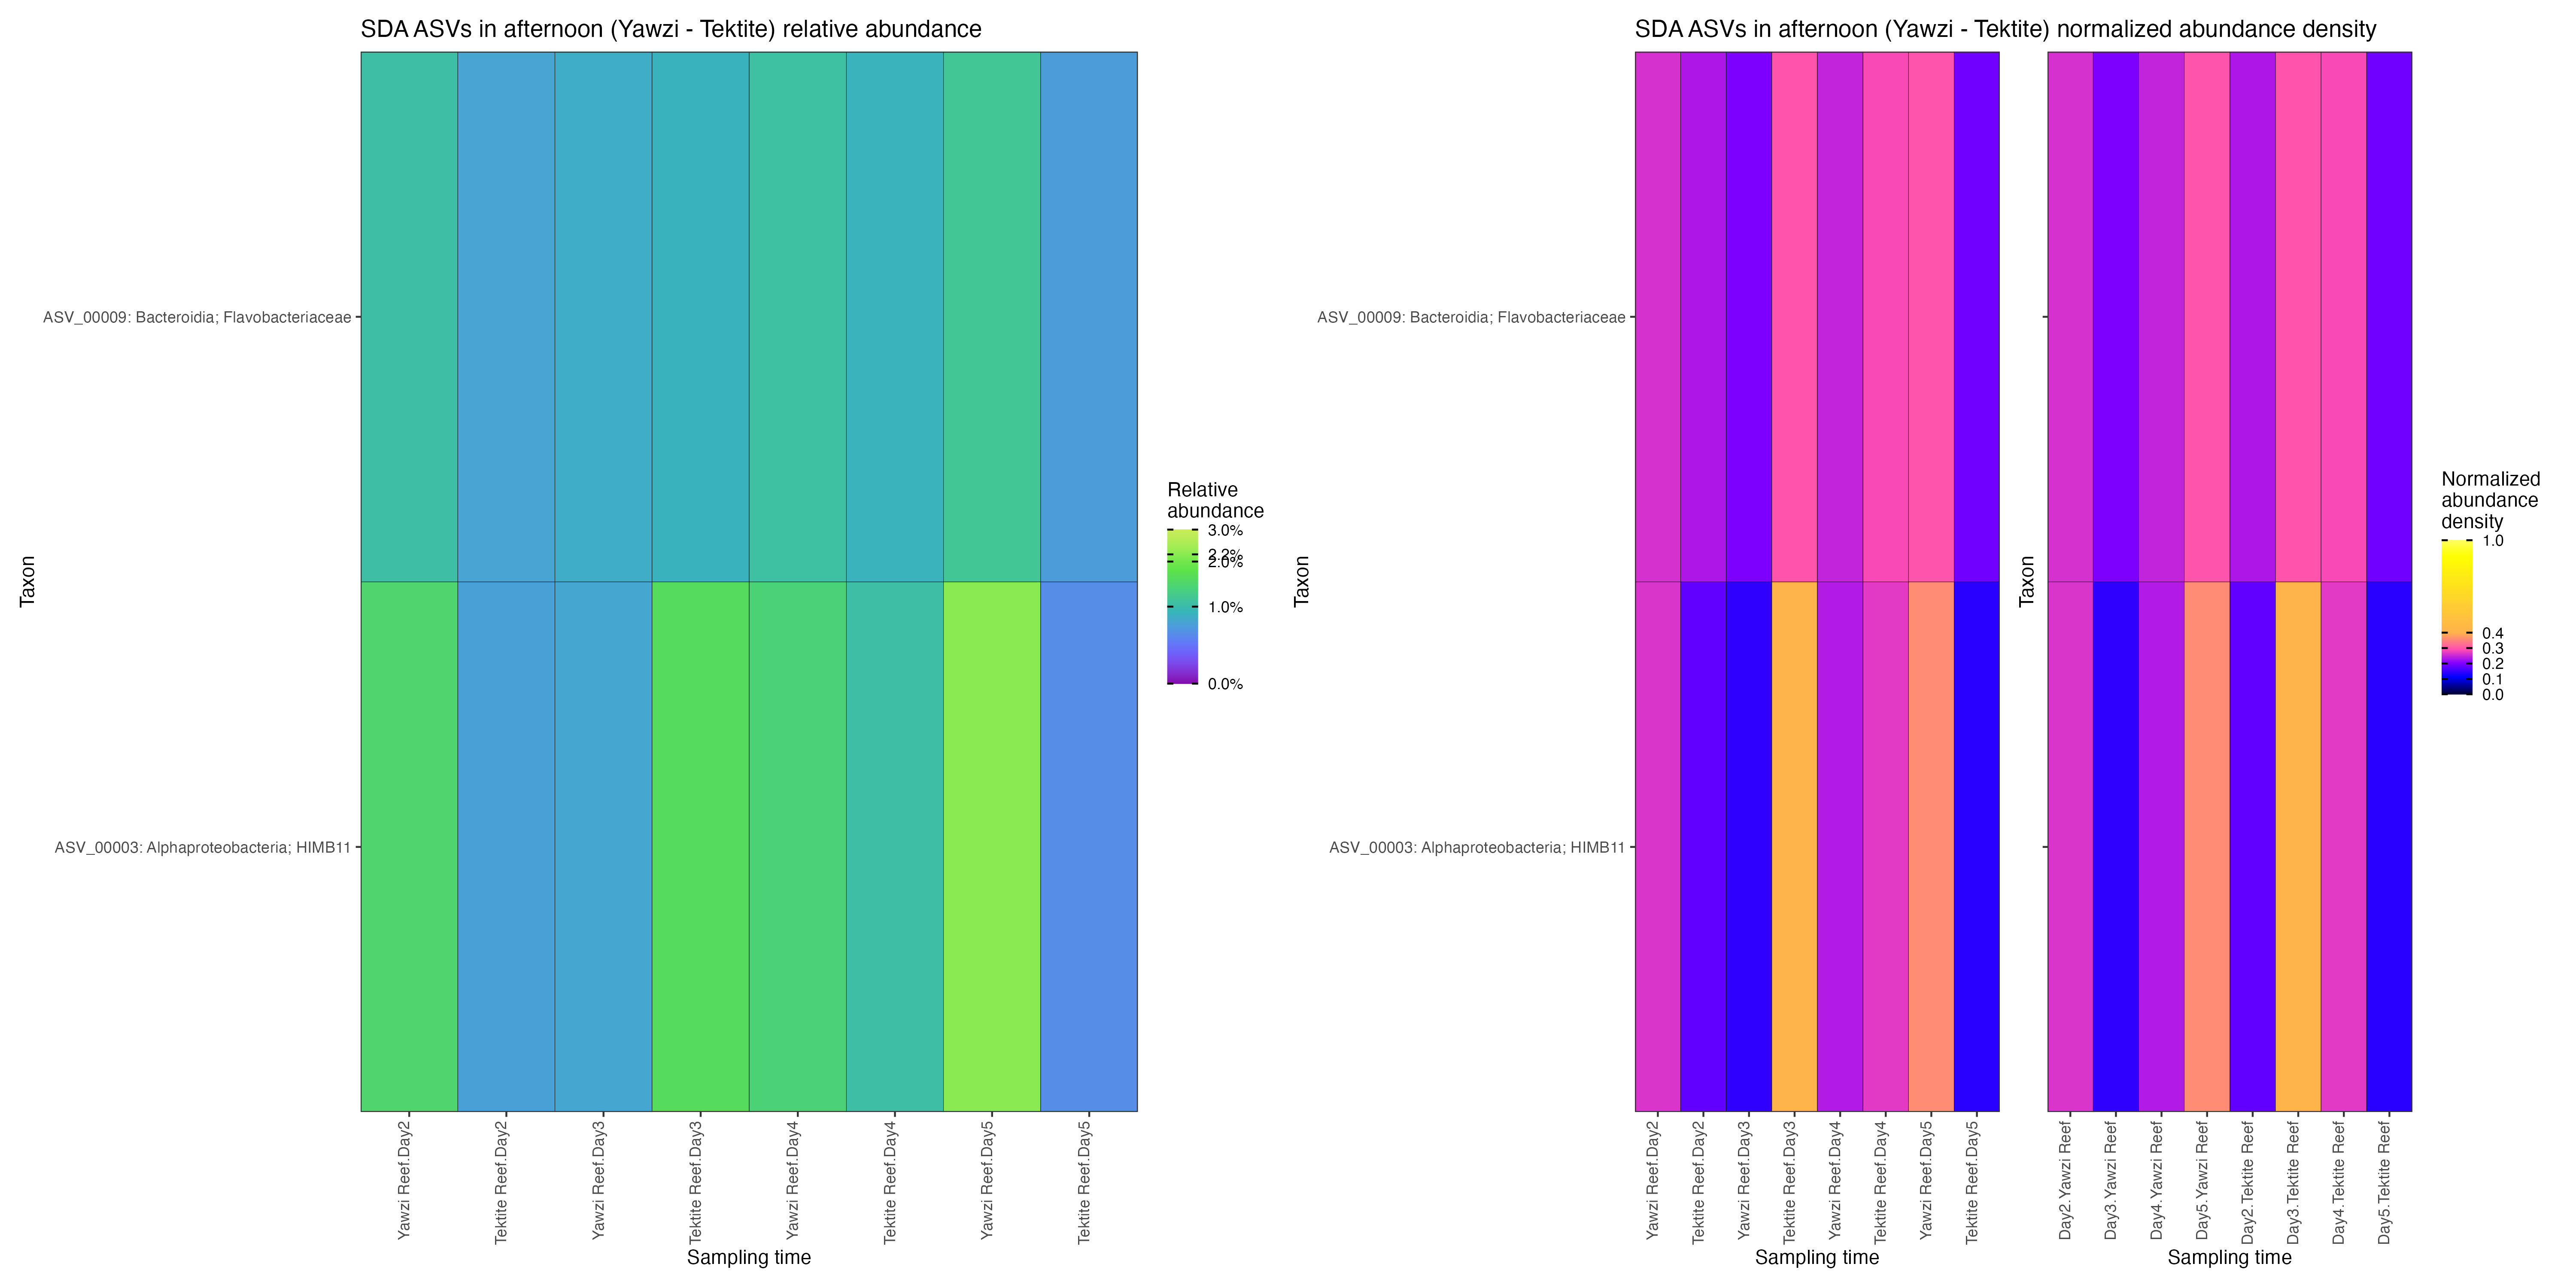 SDA ASVs in afternoon (Yawzi - Tektite) relative abundance
Taxon
ASV_00009: Bacteroidia; Flavobacteriaceae
ASV_00003: Alphaproteobacteria; HIMB11
Yawzi Reef.Day2
Tektite Reef.Day2
Yawzi Reef.Day3
Tektite Reef.Day3
Yawzi Reef.Day4
Tektite Reef.Day4
Yawzi Reef.Day5
Tektite Reef.Day5
Sampling time
Relative
abundance
3.0%
2.2%
2.0%
1.0%
0.0%
SDA ASVs in afternoon (Yawzi - Tektite) normalized abundance density
Taxon
ASV_00009: Bacteroidia; Flavobacteriaceae
ASV_00003: Alphaproteobacteria; HIMB11
Yawzi Reef.Day2
Tektite Reef.Day2
Yawzi Reef.Day3
Tektite Reef.Day3
Yawzi Reef.Day4
Tektite Reef.Day4
Yawzi Reef.Day5
Tektite Reef.Day5
Sampling time
Taxon
Day2.Yawzi Reef
Day3.Yawzi Reef
Day4.Yawzi Reef
Day5.Yawzi Reef
Day2.Tektite Reef
Day3.Tektite Reef
Day4.Tektite Reef
Day5.Tektite Reef
Sampling time
Normalized
abundance
density
1.0
0.4
0.3
0.2
0.1
0.0